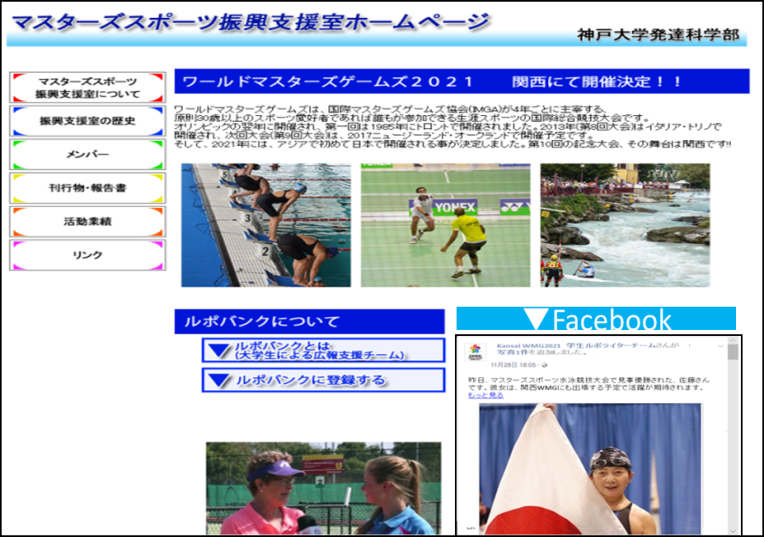 マスターズスポーツ振興支援室ホームページ
神戸大学発達科学部
マスターズスポーツ
振興支援室について
振興支援室の歴史
メンバー
刊行物・報告書
活動業績
リンク
ワールドマスターズゲームズ2021 関西にて開催決定！！
ワールドマスターズゲームズは、国際マスターズゲームズ協会(IMGA)が4年ごとに主宰する、
原則30歳以上のスポーツ愛好者であれば誰もが参加できる生涯スポーツの国際総合競技大会です。
オリンピックの翌年に開催され、第一回は1985年にトロントで開催されました。2013年(第8回大会)はイタリア・トリノで
開催され、次回大会(第9回大会)は、2017ニュージーランド・オークランドで開催予定です。
そして、2021年には、アジアで初めて日本で開催される事が決定しました。第10回の記念大会、その舞台は関西です!!
3
2
2
YONEX
YY
ルポバンクについて
▼ルポバンクとは
(大学生による広報支援チーム)
▼ルポバンクに登録する
▼Facebook
Kansai WMG2021 学生ルポライターチームさんが
写真1件を追加しました。
11月28日 18:05
昨日、マスターズスポーツ水泳競技大会で見事優勝された、佐藤さん
です。彼女は、関西WMGにも出場する予定で活躍が期待されます。
もっと見る